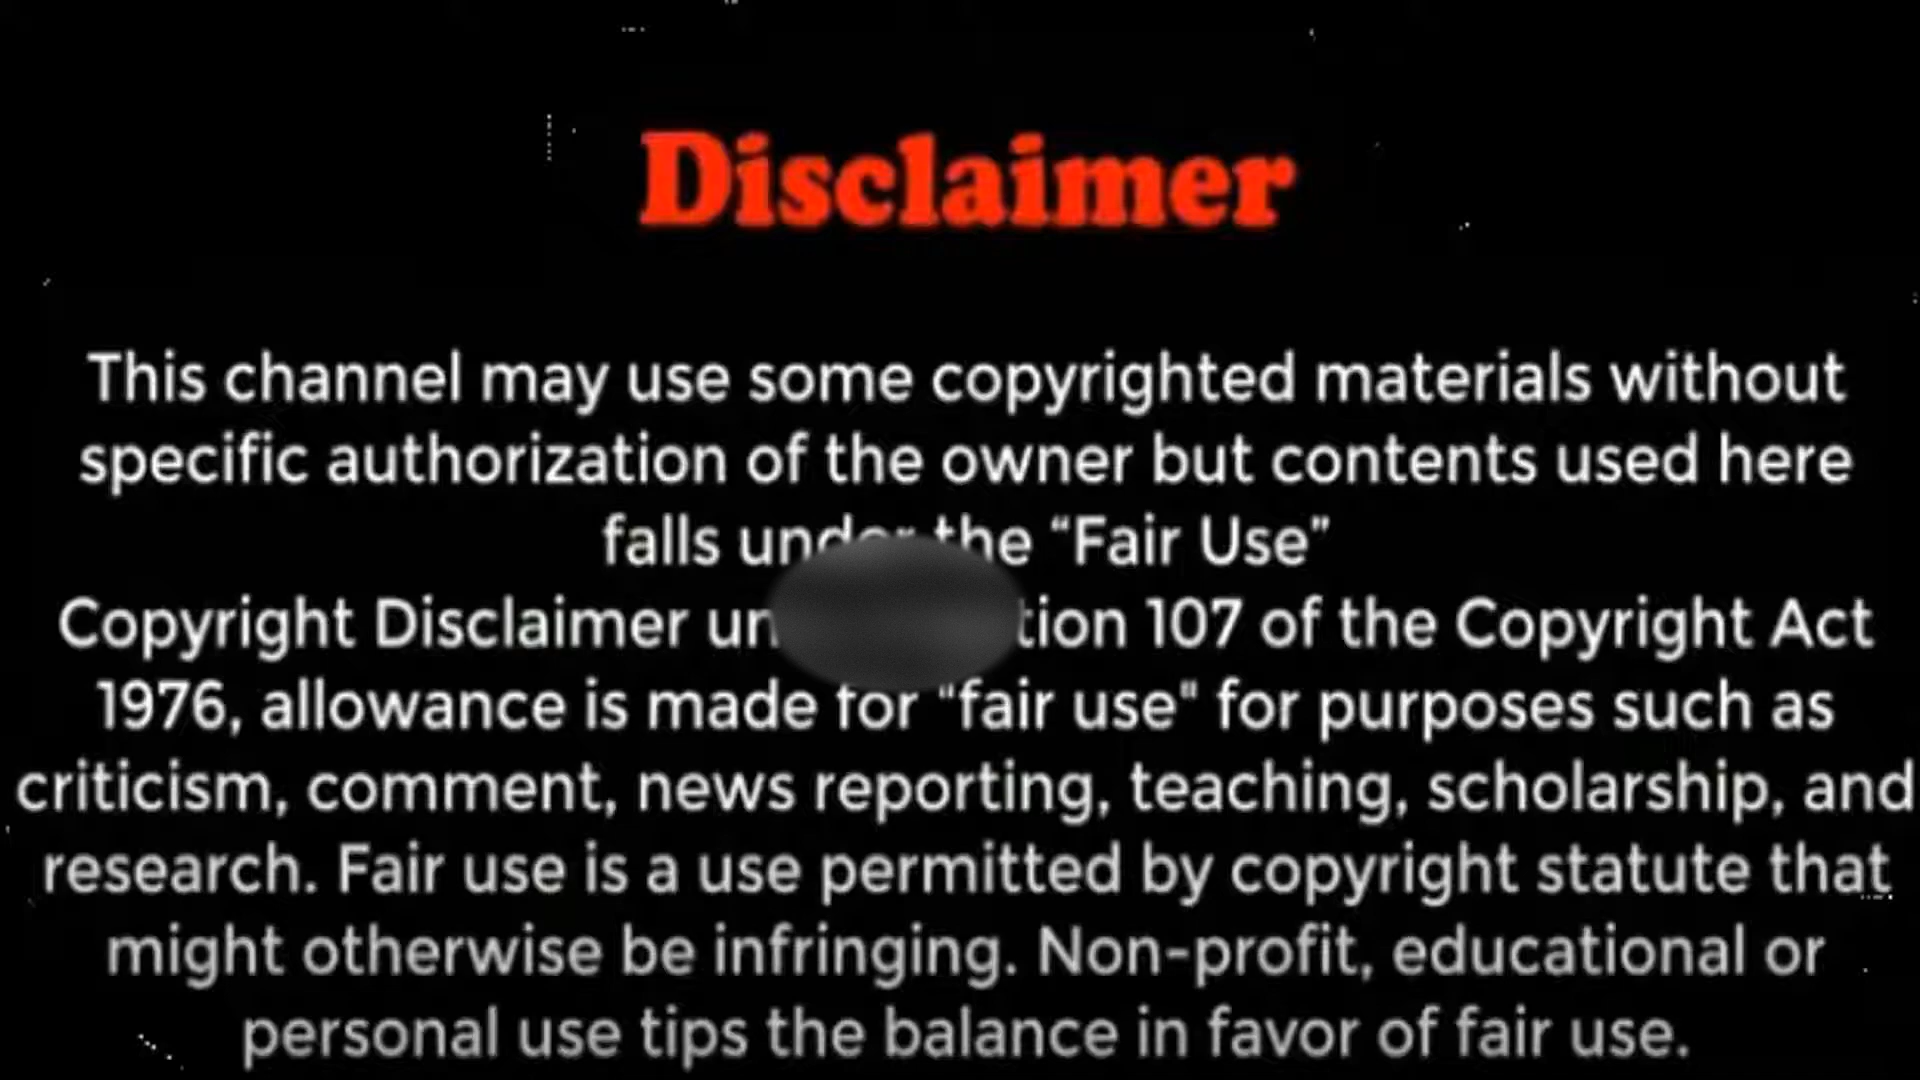 Disclaimer
This channel may use some copyrighted materials without
specific authorization of the owner but contents used here
falls under the “Fair Use”
Copyright Disclaimer 107 of the Copyright Act
1976, allowance is made for "fair use" for purposes such as
criticism, comment, news reporting, teaching, scholarship, and
research. Fair use is a use permitted by copyright statute that
might otherwise be infringing. Non-profit, educational or
personal use tips the balance in favor of fair use.